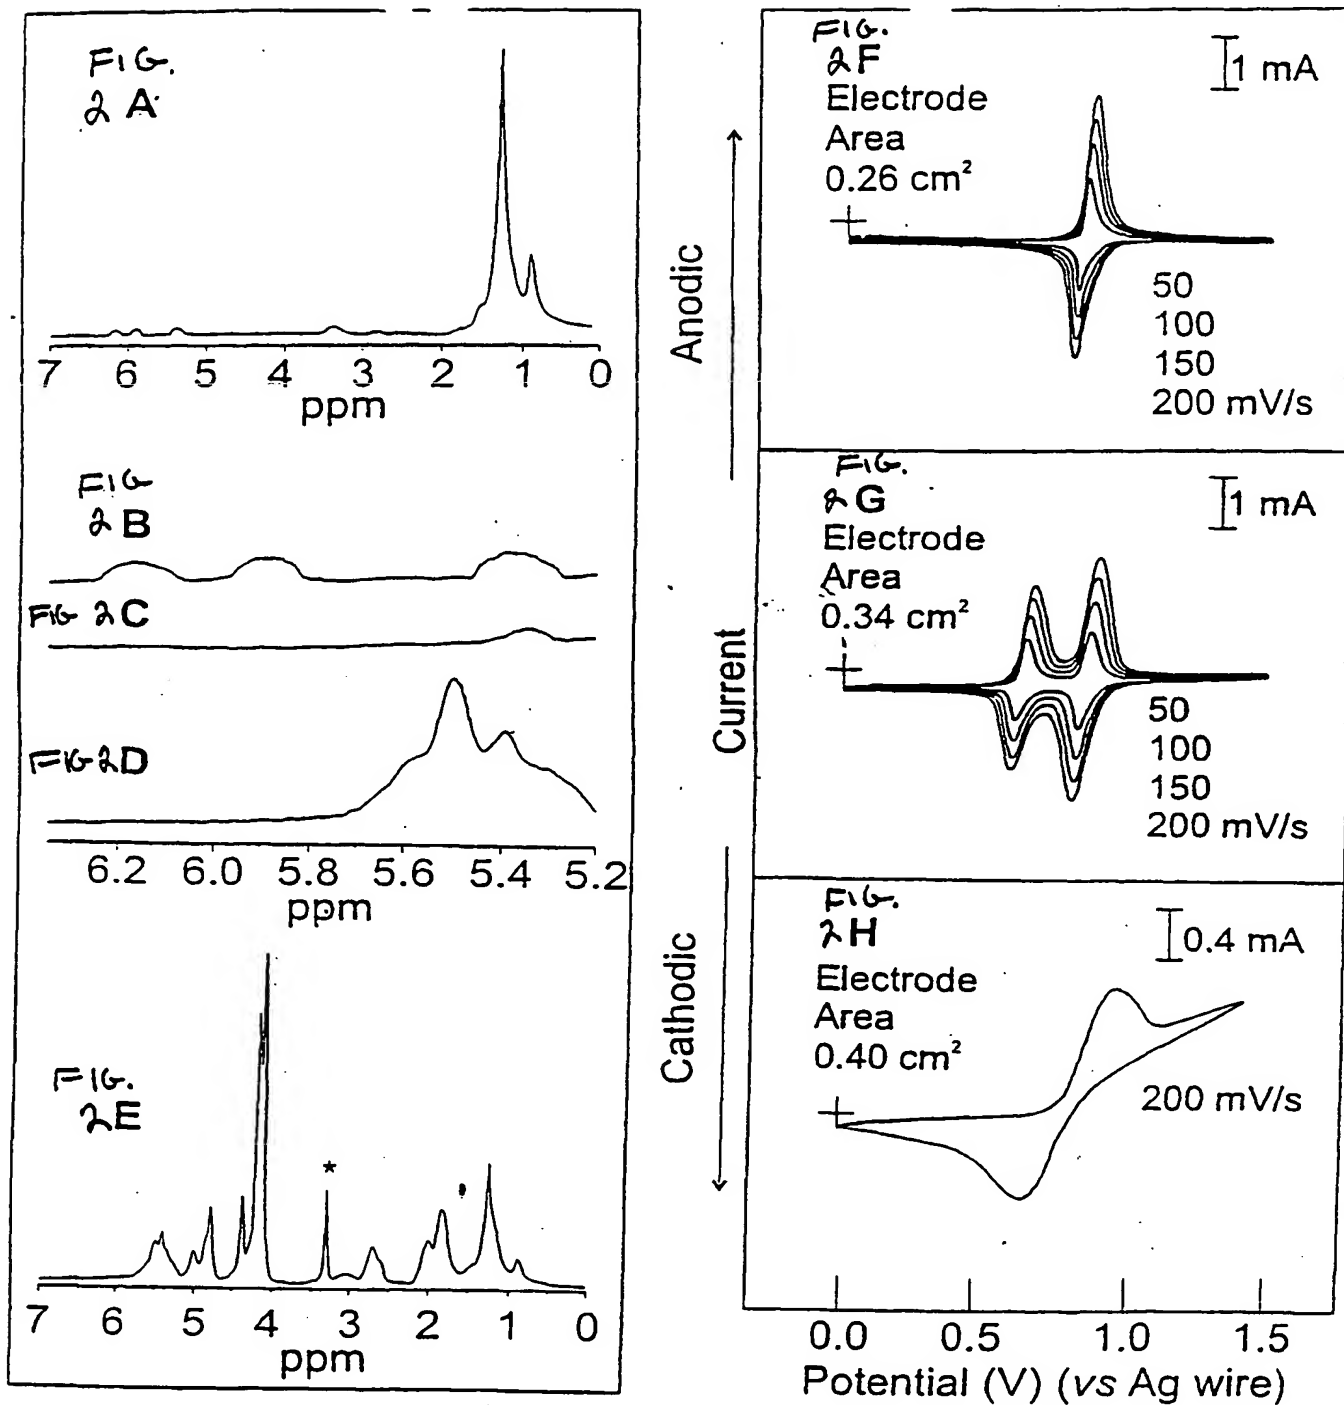 FIG.
2 A
7 6 5 4 3 2 1 0
ppm
FIG
2 B
FIG 2C
FIG 2D
6.2 6.0 5.8 5.6 5.4 5.2
ppm
FIG.
2E
*
7 6 5 4 3 2 1 0
ppm
Anodic
Current
Cathodic
FIG.
2F
1 mA
Electrode
Area
0.26 cm²
50
100
150
200 mV/s
FIG.
2G
1 mA
Electrode
Area
0.34 cm²
50
100
150
200 mV/s
FIG.
2H
0.4 mA
Electrode
Area
0.40 cm²
200 mV/s
0.0 0.5 1.0 1.5
Potential (V) (vs Ag wire)